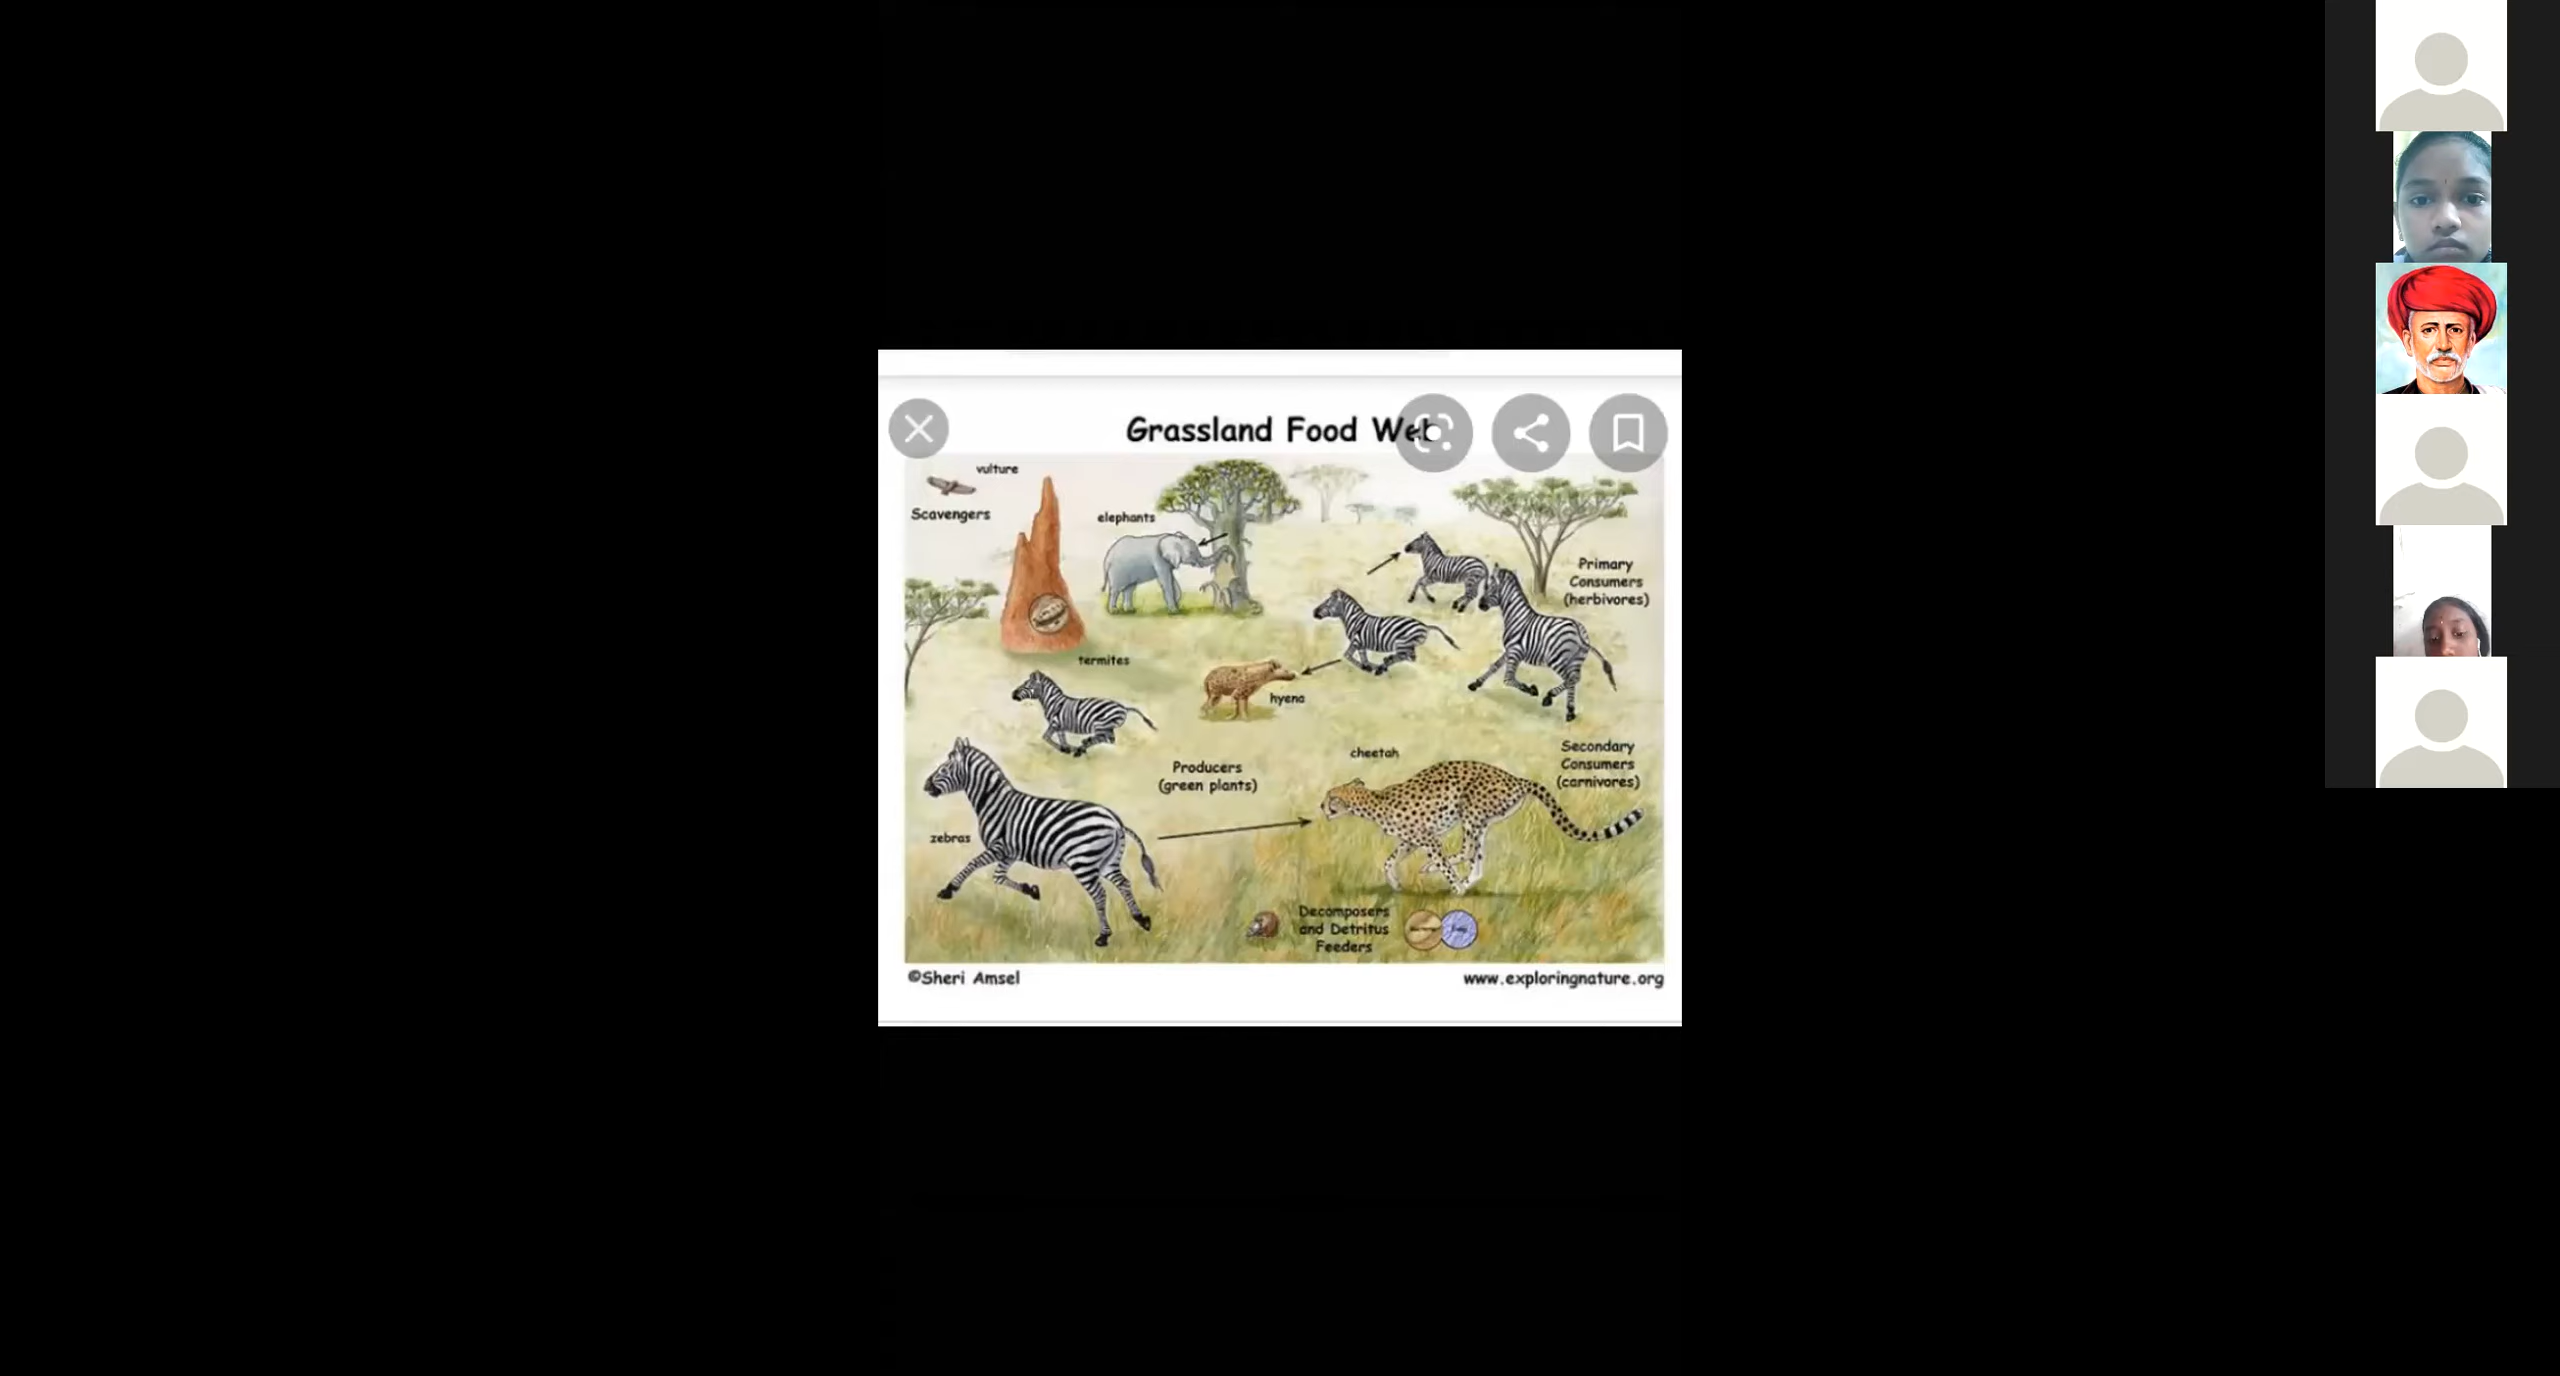 Grassland Food Web
vulture
Scavengers
elephants
Primary
Consumers
(herbivores)
termites
hyena
cheetah
Secondary
Consumers
(carnivores)
Producers
(green plants)
zebras
Decomposers
and Detritus
Feeders
©Sheri Amsel
www.exploringnature.org